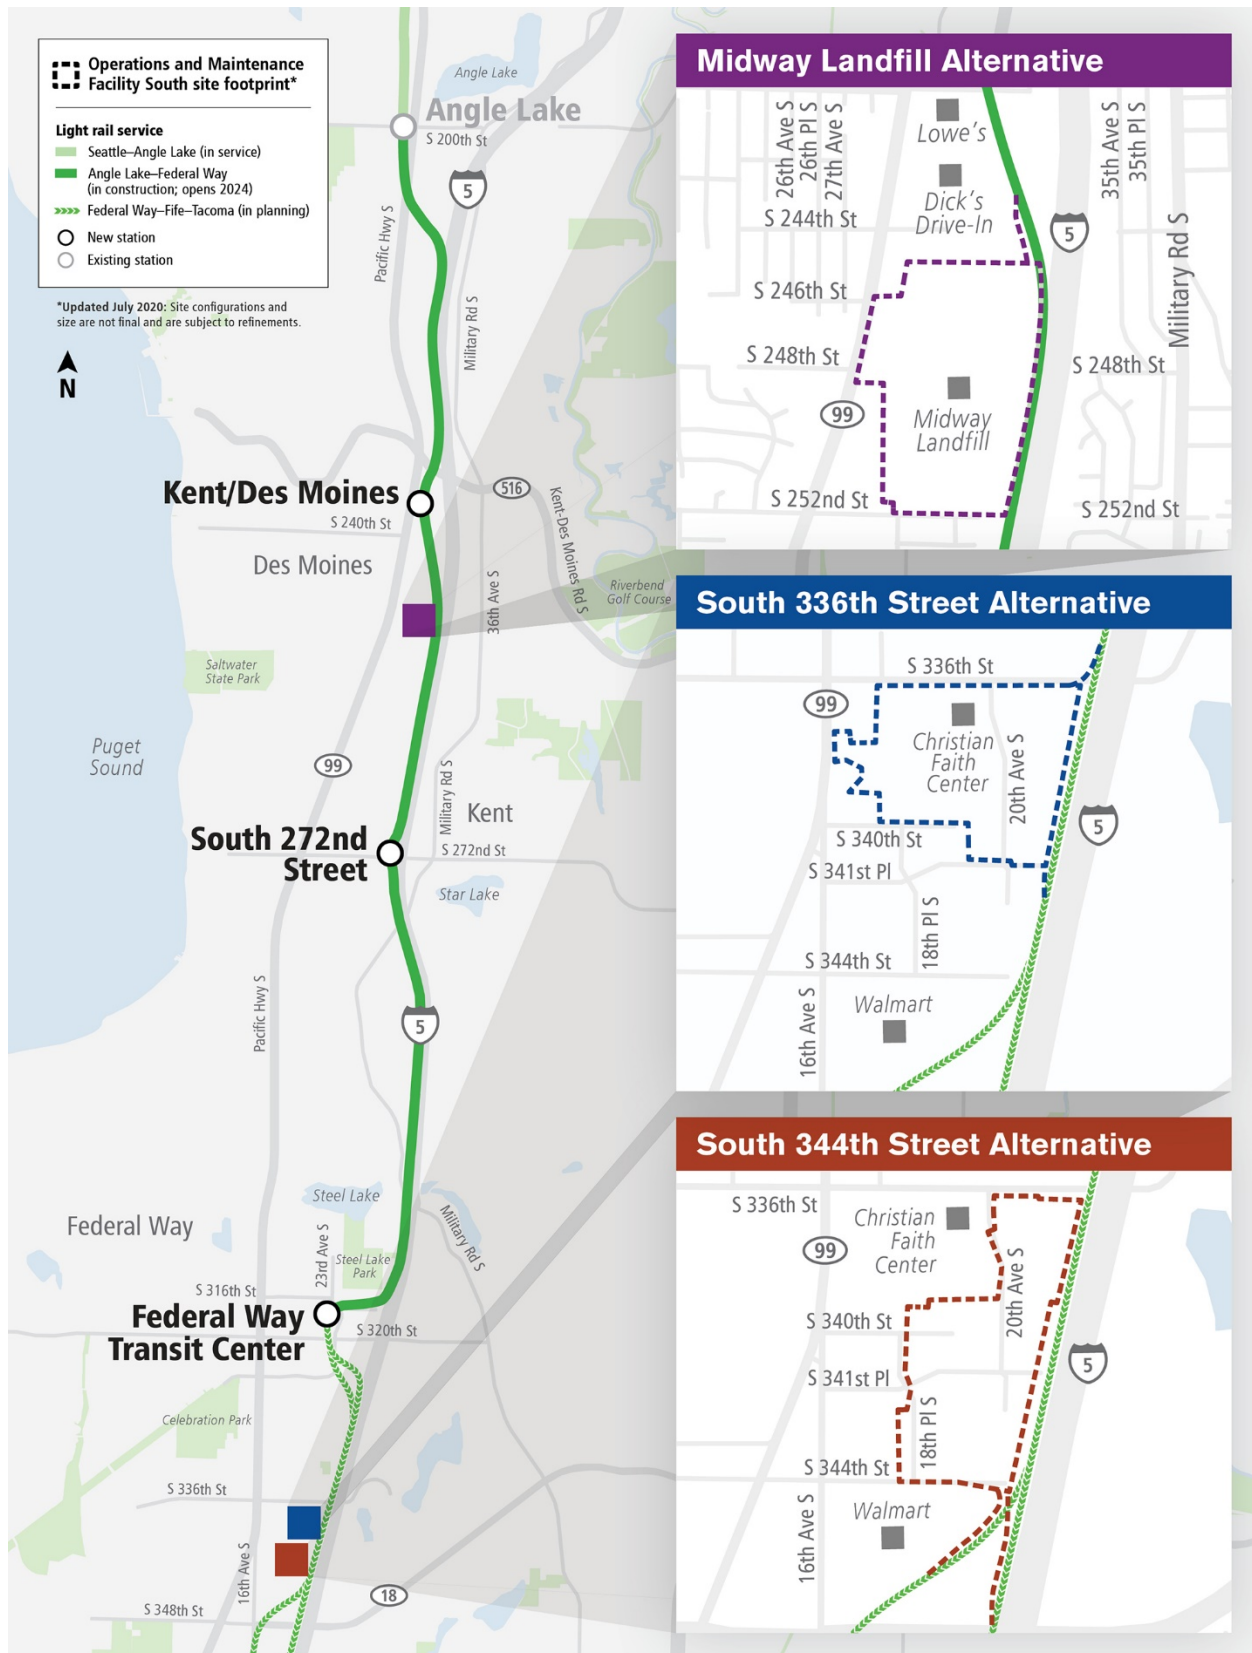 Operations and Maintenance
Facility South site footprint*
Light rail service
Seattle–Angle Lake (in service)
Angle Lake–Federal Way
(in construction; opens 2024)
Federal Way–Fife–Tacoma (in planning)
New station
Existing station
*Updated July 2020: Site configurations and
size are not final and are subject to refinements.
N
Angle Lake
Angle Lake
S 200th St
5
Pacific Hwy S
Military Rd S
Kent/Des Moines
516
S 240th St
Kent-Des Moines Rd S
Des Moines
36th Ave S
Riverbend
Golf Course
Saltwater
State Park
Puget
Sound
99
Military Rd S
Kent
South 272nd
Street
S 272nd St
Star Lake
Pacific Hwy S
5
Steel Lake
Federal Way
23rd Ave S
Military Rd S
Steel Lake
Park
S 316th St
Federal Way
Transit Center
S 320th St
Celebration Park
S 336th St
16th Ave S
18
S 348th St
Midway Landfill Alternative
26th Ave S
26th Pl S
27th Ave S
Lowe's
35th Ave S
35th Pl S
Dick's
Drive-In
S 244th St
5
Military Rd S
S 246th St
S 248th St
S 248th St
99
Midway
Landfill
S 252nd St
S 252nd St
South 336th Street Alternative
S 336th St
99
Christian
Faith
Center
20th Ave S
5
S 340th St
S 341st Pl
18th Pl S
S 344th St
16th Ave S
Walmart
South 344th Street Alternative
S 336th St
Christian
Faith
Center
99
20th Ave S
S 340th St
5
S 341st Pl
18th Pl S
S 344th St
16th Ave S
Walmart